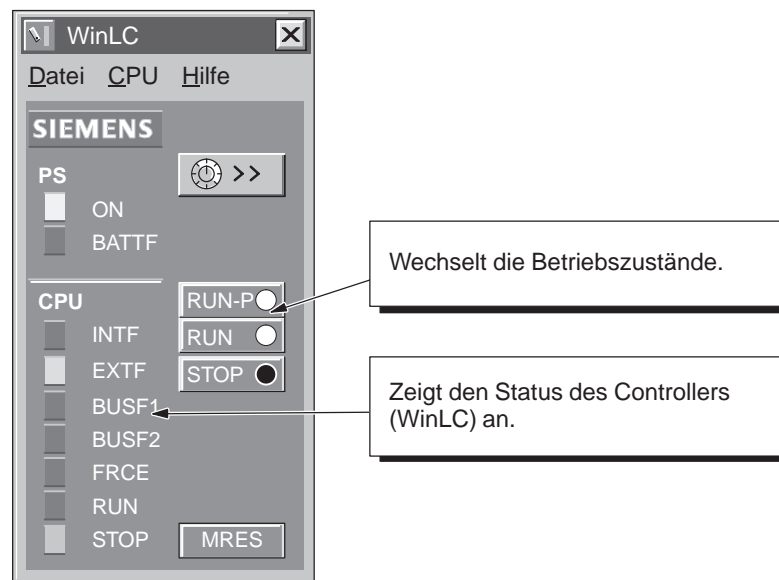 WinLC
Datei CPU Hilfe
SIEMENS
PS
>>
ON
BATTF
CPU
RUN-P
INTF
RUN
EXTF
STOP
BUSF1
BUSF2
FRCE
RUN
STOP
MRES
Wechselt die Betriebszustände.
Zeigt den Status des Controllers
(WinLC) an.